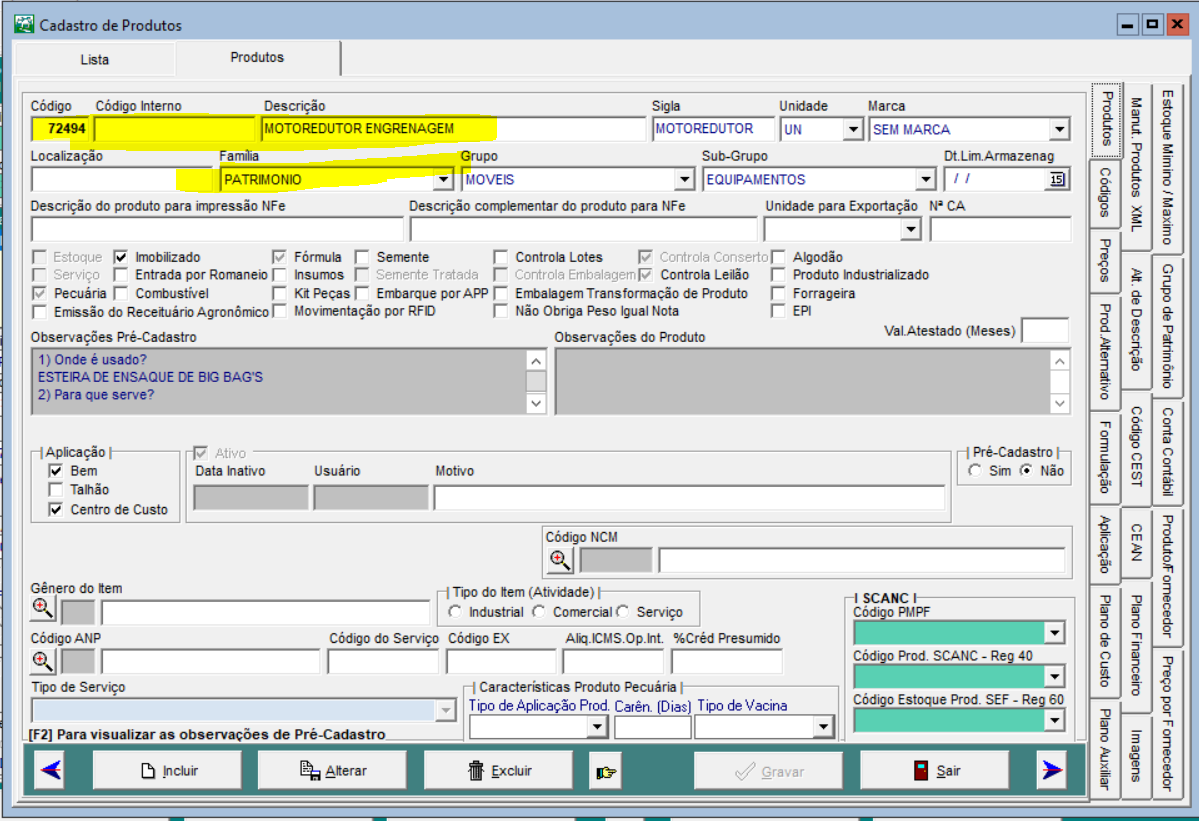 Cadastro de Produtos
Lista Produtos
Código Código Interno Descrição Sigla Unidade Marca
72494 MOTOREDUTOR ENGRENAGEM MOTOREDUTOR UN SEM MARCA
Localização Família Grupo Sub-Grupo Dt.Lim.Armazenag
PATRIMONIO MOVEIS EQUIPAMENTOS / / 15
Descrição do produto para impressão NFe Descrição complementar do produto para NFe Unidade para Exportação Nª CA
Estoque Imobilizado Fórmula Semente Controla Lotes Controla Conserto Algodão
Serviço Entrada por Romaneio Insumos Semente Tratada Controla Embalagem Controla Leilão Produto Industrializado
Pecuária Combustível Kit Peças Embarque por APP Embalagem Transformação de Produto Forrageira
Emissão do Receituário Agronômico Movimentação por RFID Não Obriga Peso Igual Nota EPI
Observações Pré-Cadastro Observações do Produto Val.Atestado (Meses)
1) Onde é usado?
ESTEIRA DE ENSAQUE DE BIG BAG'S
2) Para que serve?
| Aplicação | Ativo | Pré-Cadastro |
Bem Data Inativo Usuário Motivo Sim Não
Talhão
Centro de Custo
Código NCM
Gênero do Item | Tipo do Item (Atividade) | | SCANC |
Industrial Comercial Serviço Código PMPF
Código ANP Código do Serviço Código EX Aliq.ICMS.Op.Int. %Créd Presumido
Código Prod. SCANC - Reg 40
Tipo de Serviço | Características Produto Pecuária | Código Estoque Prod. SEF - Reg 60
Tipo de Aplicação Prod. Carên. (Dias) Tipo de Vacina
[F2] Para visualizar as observações de Pré-Cadastro
Incluir Alterar Excluir Gravar Sair
Produtos
Códigos
Preços
Prod.Alternativo
Formulação
Aplicação
Plano de Custo
Plano Auxiliar
Manut. Produtos XML
Alt. de Descrição
Código CEST
CEAN
Plano Financeiro
Imagens
Estoque Mimino / Maxino
Grupo de Patrimônio
Conta Contábil
Produto/Fornecedor
Preço por Fornecedor